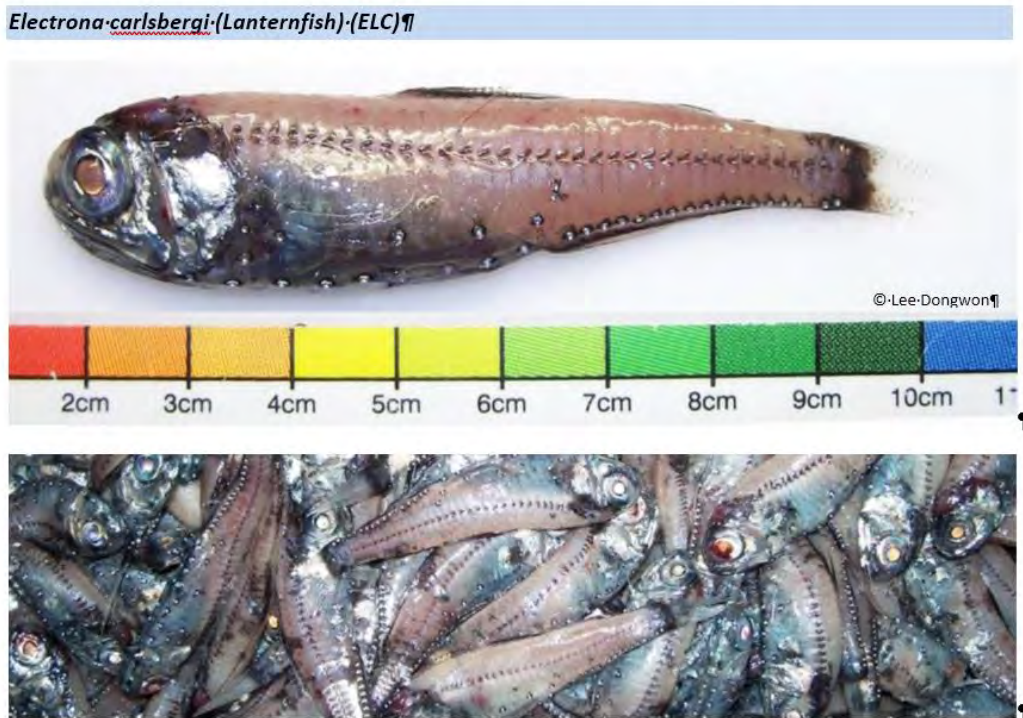 Electrona carlsbergi (Lanternfish) (ELC)¶
© Lee Dongwon¶
2cm 3cm 4cm 5cm 6cm 7cm 8cm 9cm 10cm
¶